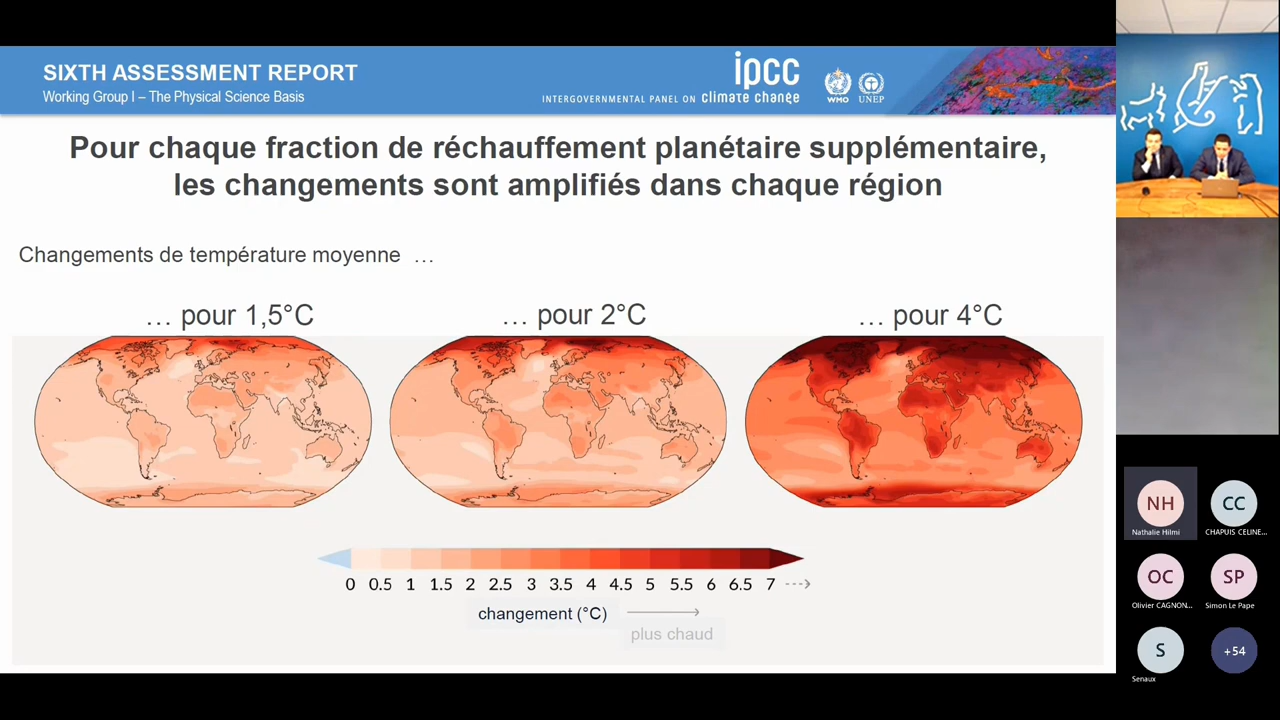 SIXTH ASSESSMENT REPORT
Working Group I – The Physical Science Basis
ipcc
INTERGOVERNMENTAL PANEL ON climate change
WMO
UNEP
Pour chaque fraction de réchauffement planétaire supplémentaire,
les changements sont amplifiés dans chaque région
Changements de température moyenne …
… pour 1,5°C
… pour 2°C
… pour 4°C
0 0.5 1 1.5 2 2.5 3 3.5 4 4.5 5 5.5 6 6.5 7
changement (°C)
plus chaud
NH
Nathalie Hilmi
CC
CHAPUIS CELINE...
OC
Olivier CAGNON...
SP
Simon Le Pape
S
Senaux
+54